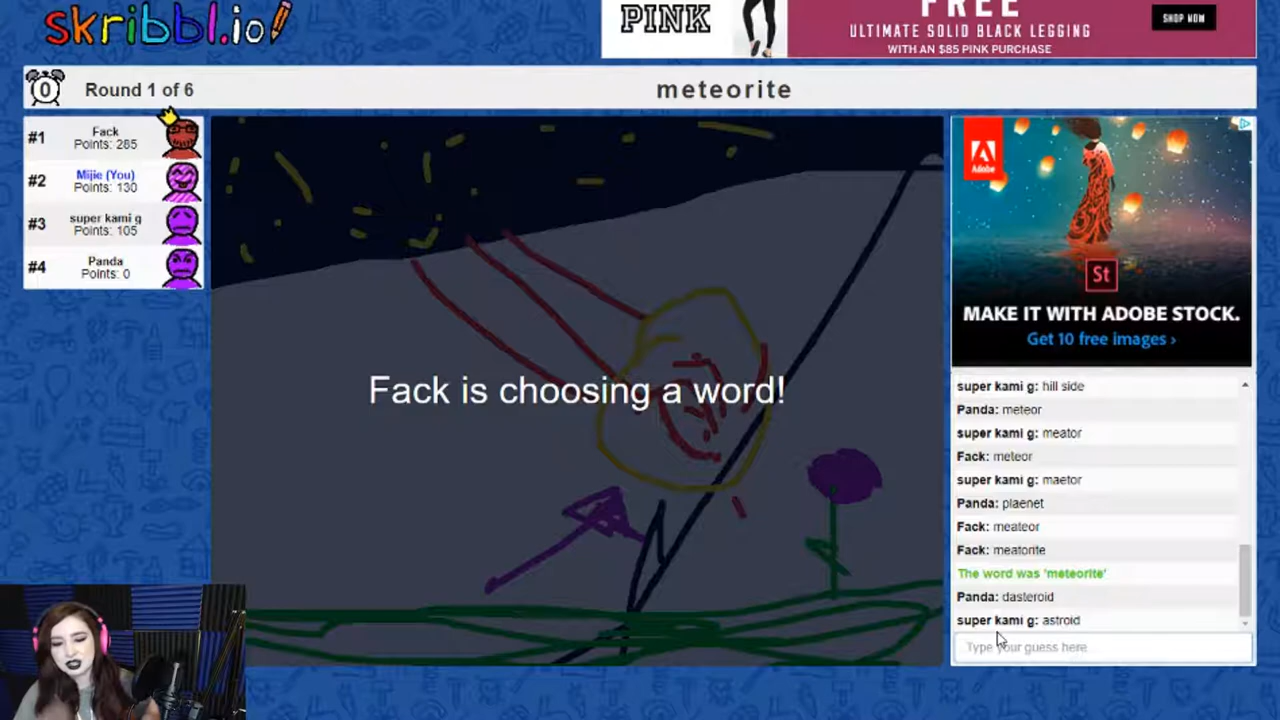 skribbl.io
PINK
FREE
ULTIMATE SOLID BLACK LEGGING
WITH AN $85 PINK PURCHASE
SHOP NOW
0
Round 1 of 6
meteorite
#1
Fack
Points: 285
#2
Mijie (You)
Points: 130
#3
super kami g
Points: 105
#4
Panda
Points: 0
Fack is choosing a word!
Adobe
St
MAKE IT WITH ADOBE STOCK.
Get 10 free images ›
super kami g: hill side
Panda: meteor
super kami g: meator
Fack: meteor
super kami g: maetor
Panda: plaenet
Fack: meateor
Fack: meatorite
The word was 'meteorite'
Panda: dasteroid
super kami g: astroid
Type your guess here...